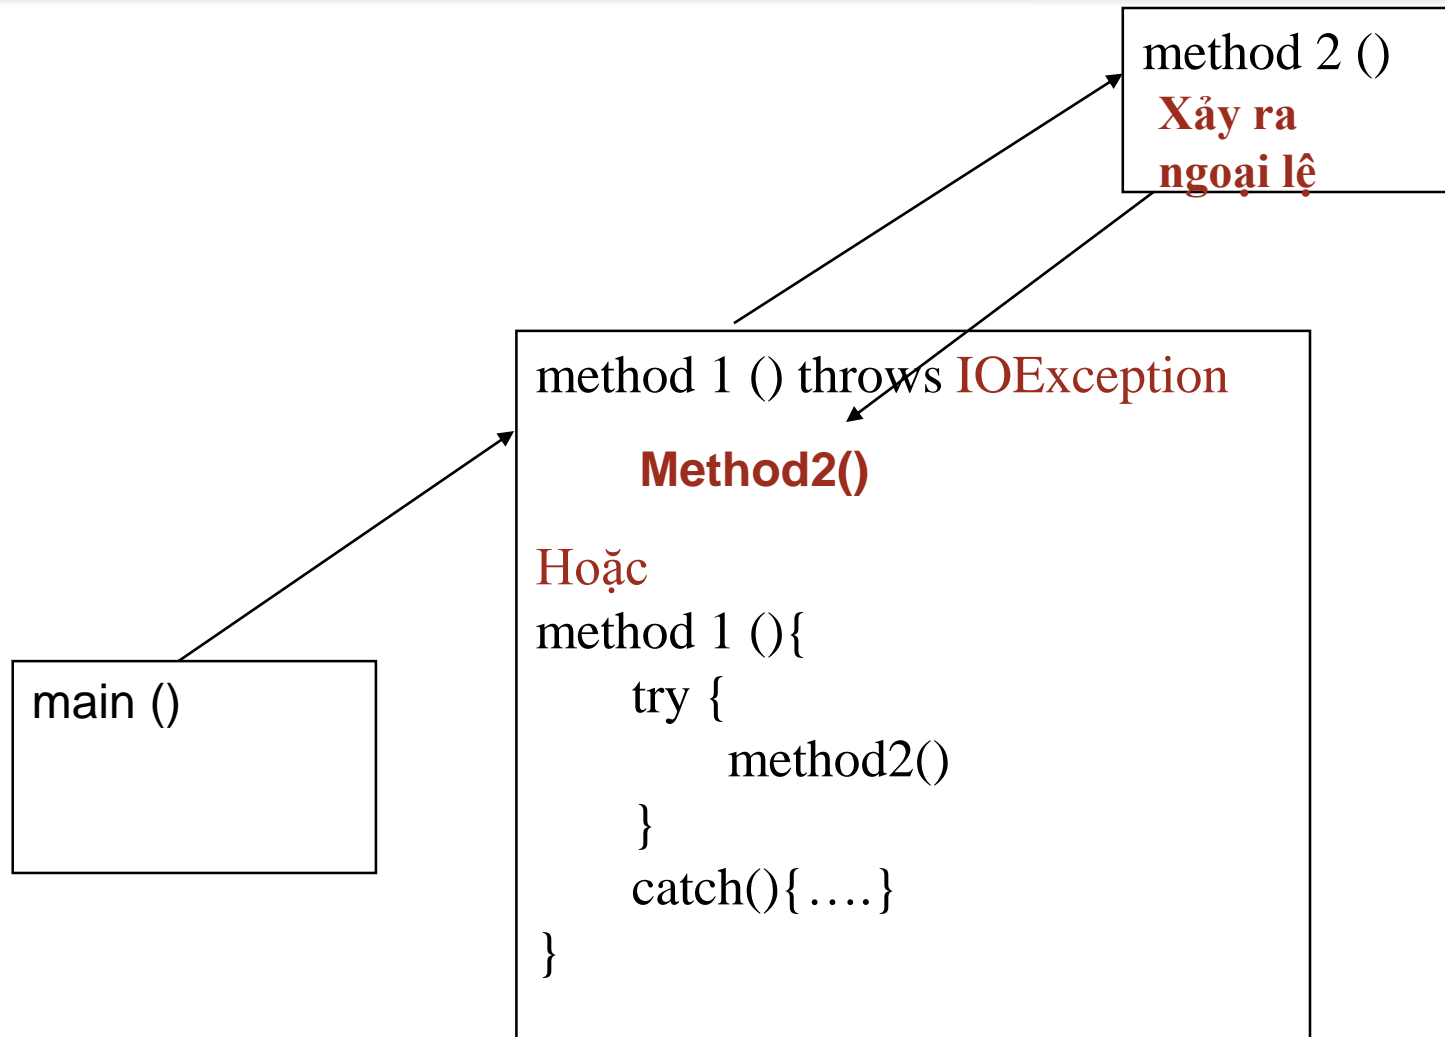 method 2 ()
Xảy ra
ngoại lệ
method 1 () throws IOException
Method2()
Hoặc
method 1 (){
try {
method2()
}
catch(){....}
}
main ()